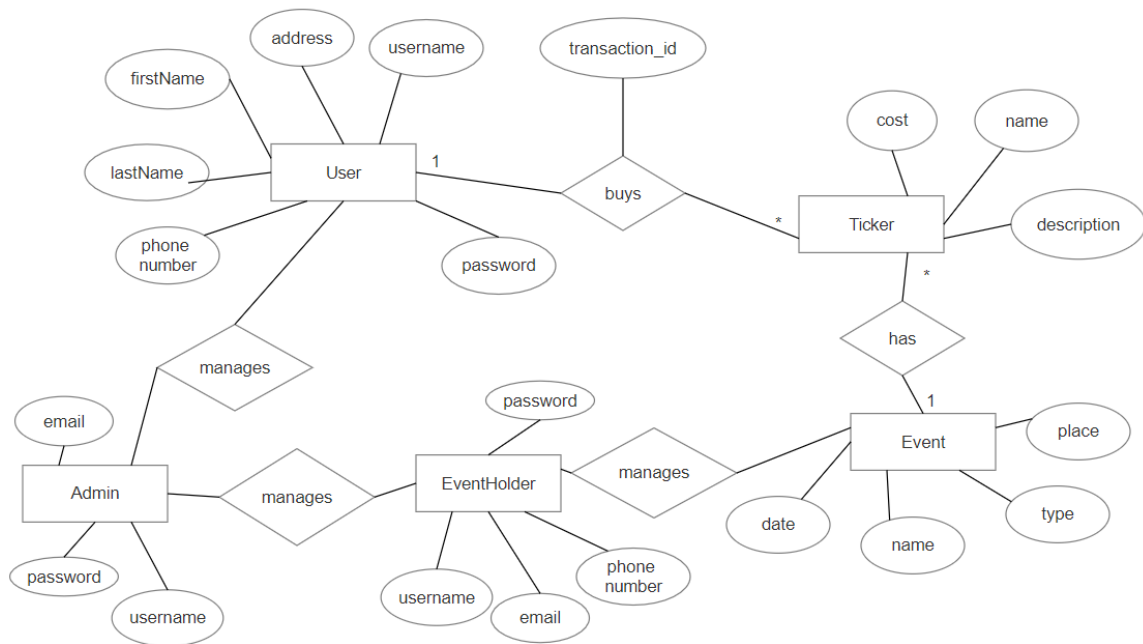 address
username
transaction_id
firstName
cost
name
lastName
User
1
buys
*
Ticker
description
phone
number
password
*
has
manages
1
email
password
Event
place
Admin
manages
EventHolder
manages
date
type
name
password
username
username
email
phone
number